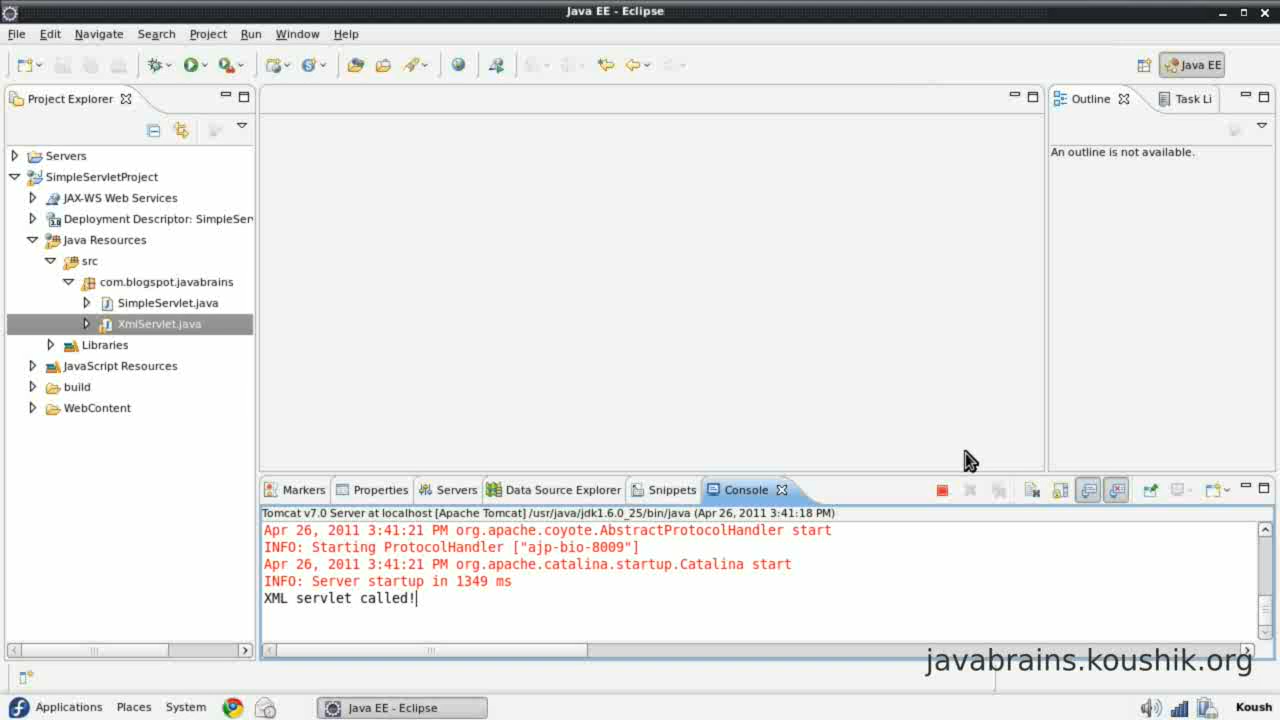 Java EE - Eclipse
File Edit Navigate Search Project Run Window Help
Java EE
Project Explorer
Outline
Task Li
An outline is not available.
Servers
SimpleServletProject
JAX-WS Web Services
Deployment Descriptor: SimpleSer
Java Resources
src
com.blogspot.javabrains
SimpleServlet.java
XmlServlet.java
Libraries
JavaScript Resources
build
WebContent
Markers Properties Servers Data Source Explorer Snippets Console
Tomcat v7.0 Server at localhost [Apache Tomcat] /usr/java/jdk1.6.0_25/bin/java (Apr 26, 2011 3:41:18 PM)
Apr 26, 2011 3:41:21 PM org.apache.coyote.AbstractProtocolHandler start
INFO: Starting ProtocolHandler ["ajp-bio-8009"]
Apr 26, 2011 3:41:21 PM org.apache.catalina.startup.Catalina start
INFO: Server startup in 1349 ms
XML servlet called!
javabrains.koushik.org
Applications Places System Java EE - Eclipse Koush